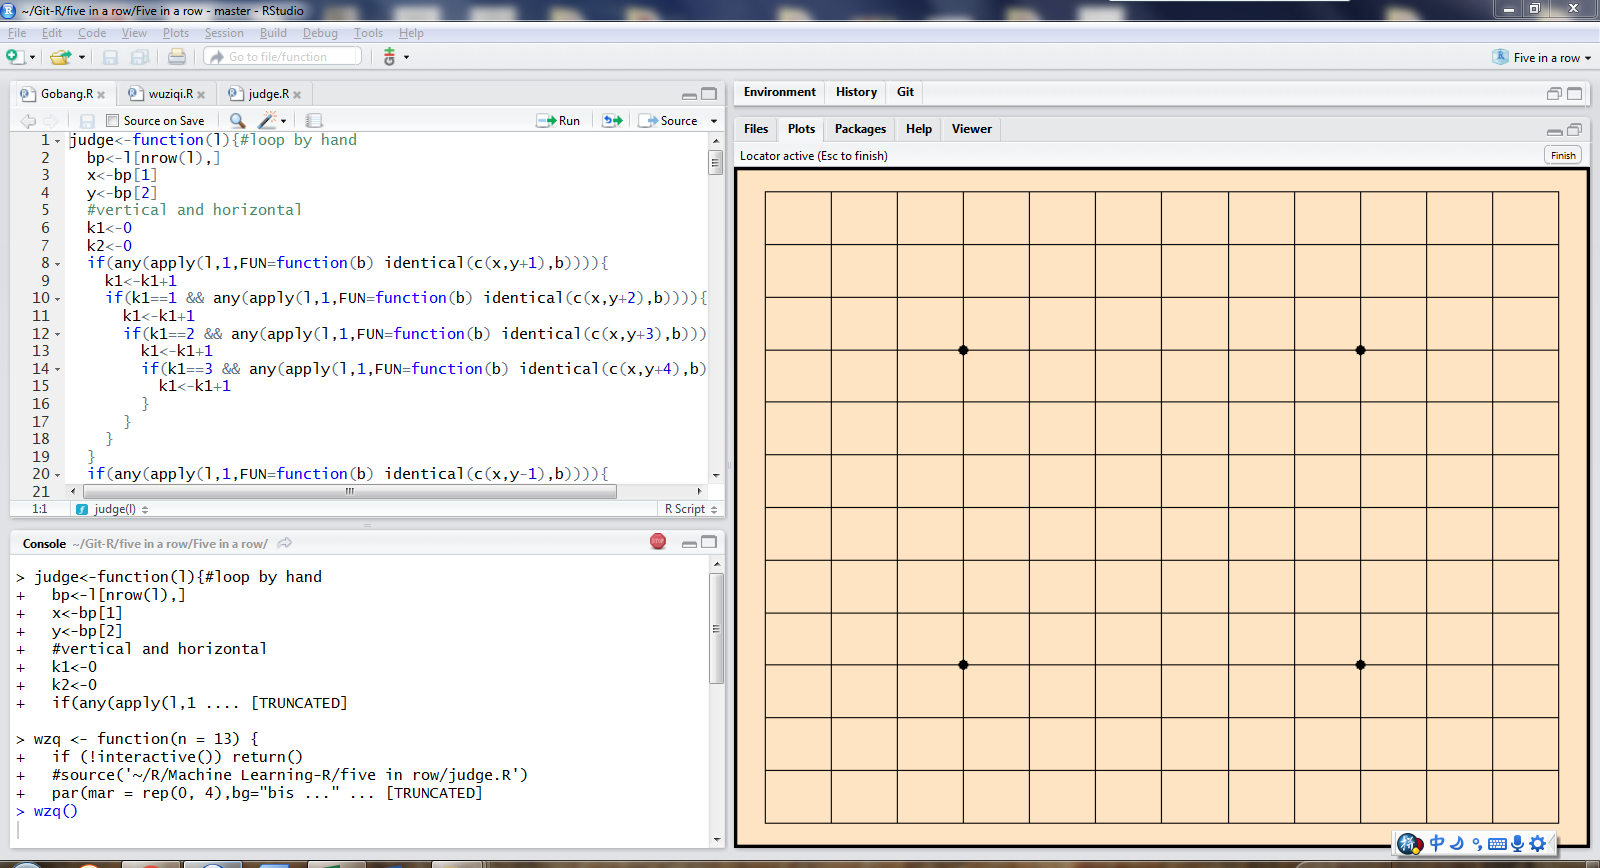 ~/Git-R/five in a row/Five in a row - master - RStudio
File Edit Code View Plots Session Build Debug Tools Help
Go to file/function
Five in a row
Gobang.R wuziqi.R judge.R
Source on Save Run Source
1 judge<-function(l){#loop by hand
2 bp<-l[nrow(l),]
3 x<-bp[1]
4 y<-bp[2]
5 #vertical and horizontal
6 k1<-0
7 k2<-0
8 if(any(apply(l,1,FUN=function(b) identical(c(x,y+1),b)))){
9 k1<-k1+1
10 if(k1==1 && any(apply(l,1,FUN=function(b) identical(c(x,y+2),b)))){
11 k1<-k1+1
12 if(k1==2 && any(apply(l,1,FUN=function(b) identical(c(x,y+3),b)))
13 k1<-k1+1
14 if(k1==3 && any(apply(l,1,FUN=function(b) identical(c(x,y+4),b)
15 k1<-k1+1
16 }
17 }
18 }
19 }
20 if(any(apply(l,1,FUN=function(b) identical(c(x,y-1),b)))){
21
1:1 judge(l) R Script
Console ~/Git-R/five in a row/Five in a row/
STOP
> judge<-function(l){#loop by hand
+ bp<-l[nrow(l),]
+ x<-bp[1]
+ y<-bp[2]
+ #vertical and horizontal
+ k1<-0
+ k2<-0
+ if(any(apply(l,1 .... [TRUNCATED]
> wzq <- function(n = 13) {
+ if (!interactive()) return()
+ #source('~/R/Machine Learning-R/five in row/judge.R')
+ par(mar = rep(0, 4),bg="bis ..." ... [TRUNCATED]
> wzq()
Environment History Git
Files Plots Packages Help Viewer
Locator active (Esc to finish) Finish
中